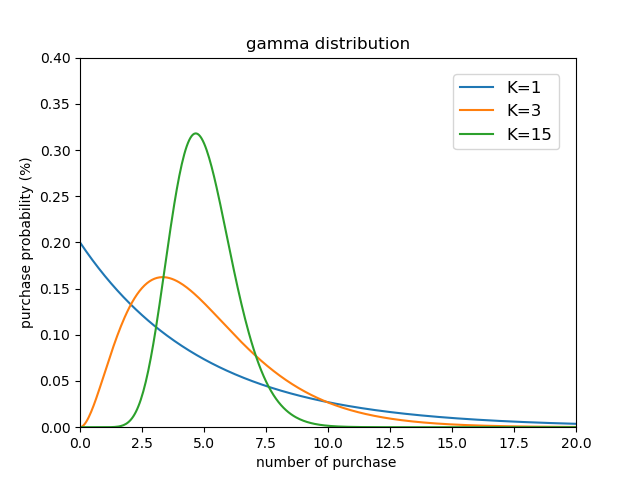 gamma distribution
0.40
0.35
0.30
0.25
0.20
0.15
0.10
0.05
0.00
purchase probability (%)
K=1
K=3
K=15
0.0 2.5 5.0 7.5 10.0 12.5 15.0 17.5 20.0
number of purchase